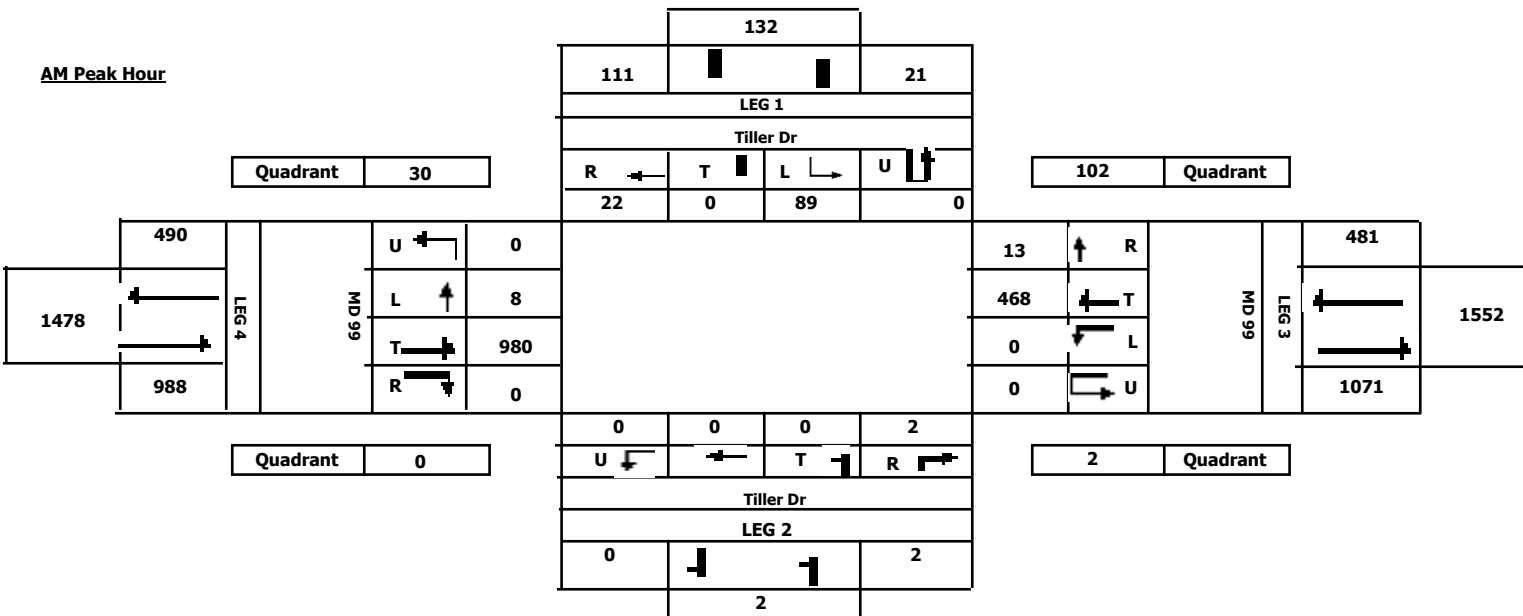 132
AM Peak Hour
111 21
LEG 1
Tiller Dr
Quadrant 30
R T L U
102 Quadrant
22 0 89 0
490 U 0
13 R 481
1478 LEG 4 MD 99 L 8
468 T MD 99 LEG 3 1552
T 980
0 L
988 R 0
0 U 1071
0 0 0 2
Quadrant 0
U T R
2 Quadrant
Tiller Dr
LEG 2
0 2
2